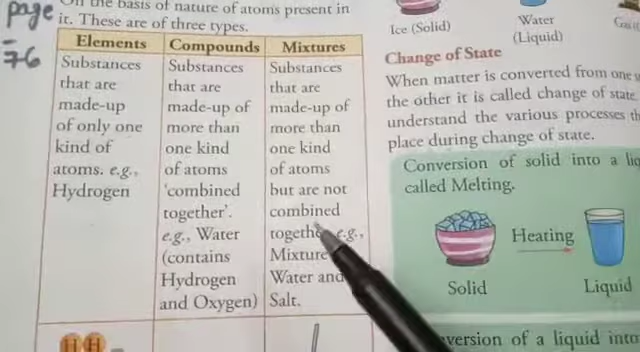 page
76
On the basis of nature of atoms present in
it. These are of three types.
Elements
Substances
that are
made-up
of only one
kind of
atoms. e.g.,
Hydrogen
Compounds
Substances
that are
made-up of
more than
one kind
of atoms
'combined
together'.
e.g., Water
(contains
Hydrogen
and Oxygen)
Mixtures
Substances
that are
made-up of
more than
one kind
of atoms
but are not
combined
e.g.,
Mixture
Water and
Salt.
H H
Ice (Solid)
Water
(Liquid)
Change of State
When matter is converted from one
the other it is called change of state
understand the various processes
place during change of state.
Conversion of solid into a
called Melting.
Heating
Solid
Liquid
of a liquid into